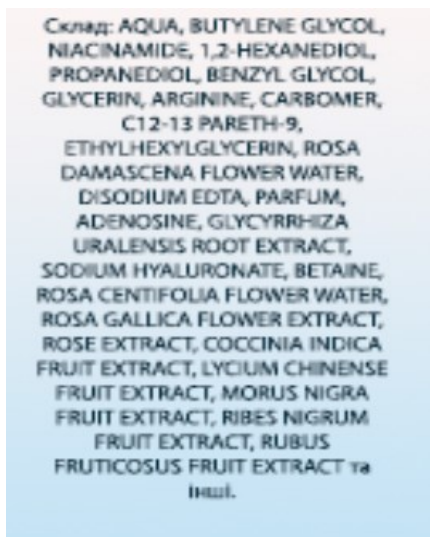 Склад: AQUA, BUTYLENE GLYCOL,
NIACINAMIDE, 1,2-HEXANEDIOL,
PROPANEDIOL, BENZYL GLYCOL,
GLYCERIN, ARGININE, CARBOMER,
C12-13 PARETH-9,
ETHYLHEXYLGLYCERIN, ROSA
DAMASCENA FLOWER WATER,
DISODIUM EDTA, PARFUM,
ADENOSINE, GLYCYRRHIZA
URALENSIS ROOT EXTRACT,
SODIUM HYALURONATE, BETAINE,
ROSA CENTIFOLIA FLOWER WATER,
ROSA GALLICA FLOWER EXTRACT,
ROSE EXTRACT, COCCINIA INDICA
FRUIT EXTRACT, LYCIUM CHINENSE
FRUIT EXTRACT, MORUS NIGRA
FRUIT EXTRACT, RIBES NIGRUM
FRUIT EXTRACT, RUBUS
FRUTICOSUS FRUIT EXTRACT та
інші.